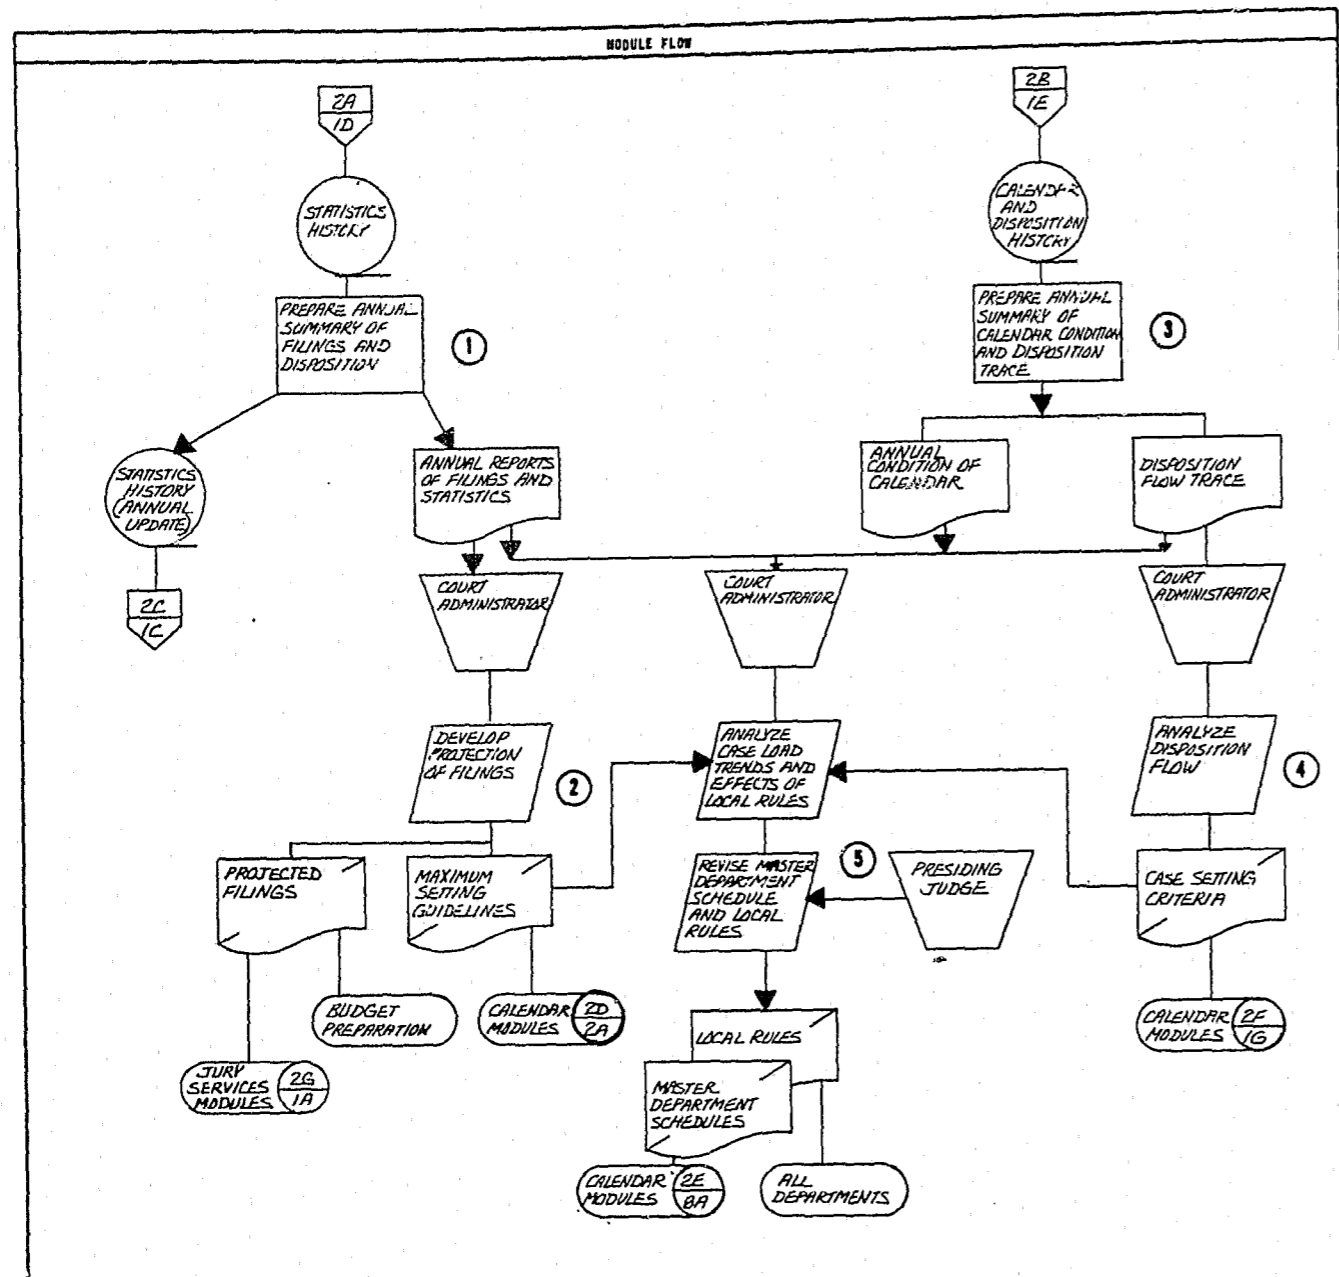 MODULE FLOW
2A
1D
2B
1E
STATISTICS
HISTORY
CALENDAR
AND
DISPOSITION
HISTORY
PREPARE ANNUAL
SUMMARY OF
FILINGS AND
DISPOSITION
1
PREPARE ANNUAL
SUMMARY OF
CALENDAR CONDITION
AND DISPOSITION
TRACE
3
STATISTICS
HISTORY
(ANNUAL
UPDATE)
ANNUAL REPORTS
OF FILINGS AND
STATISTICS
ANNUAL
CONDITION OF
CALENDAR
DISPOSITION
FLOW TRACE
2C
1C
COURT
ADMINISTRATOR
COURT
ADMINISTRATOR
COURT
ADMINISTRATOR
DEVELOP
PROJECTION
OF FILINGS
2
ANALYZE
CASE LOAD
TRENDS AND
EFFECTS OF
LOCAL RULES
ANALYZE
DISPOSITION
FLOW
4
PROJECTED
FILINGS
MAXIMUM
SETTING
GUIDELINES
REVISE MASTER
DEPARTMENT
SCHEDULE
AND LOCAL
RULES
5
PRESIDING
JUDGE
CASE SETTING
CRITERIA
BUDGET
PREPARATION
CALENDAR
MODULES
2D
2A
CALENDAR
MODULES
2F
1G
LOCAL RULES
JURY
SERVICES
MODULES
2G
1A
MASTER
DEPARTMENT
SCHEDULES
CALENDAR
MODULES
2E
8A
ALL
DEPARTMENTS